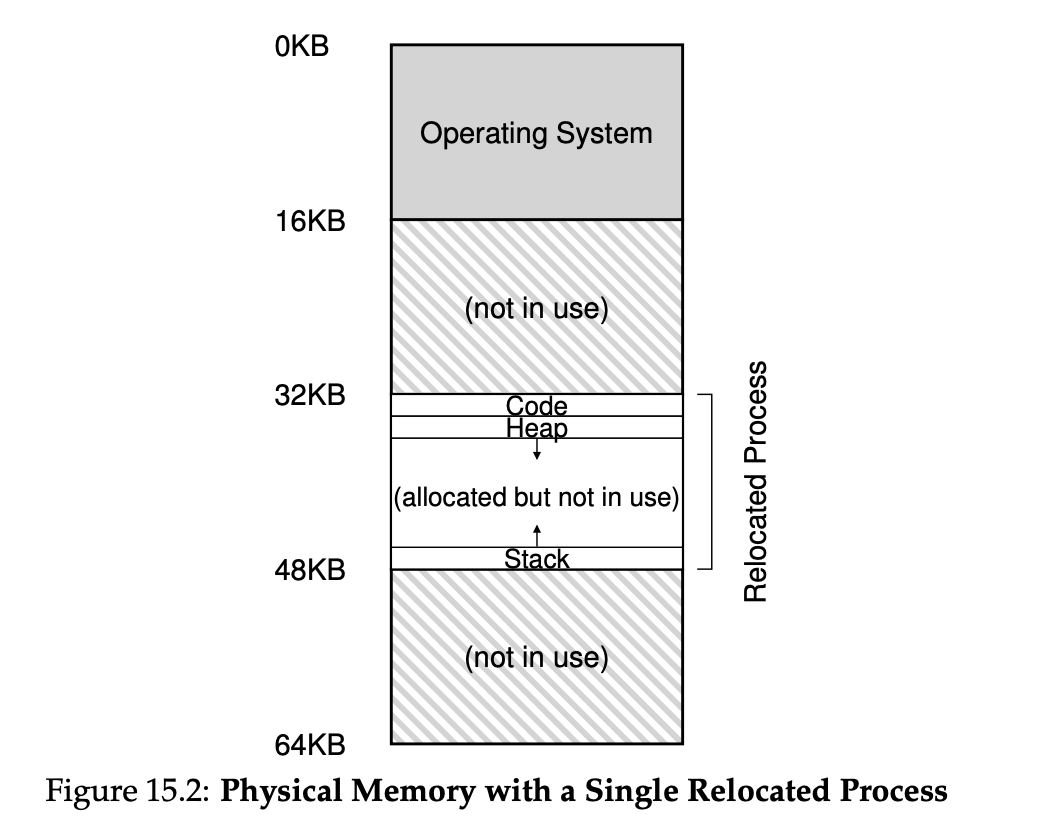 0KB
Operating System
16KB
(not in use)
32KB
Code
Heap
(allocated but not in use)
Stack
48KB
Relocated Process
(not in use)
64KB
Figure 15.2: Physical Memory with a Single Relocated Process